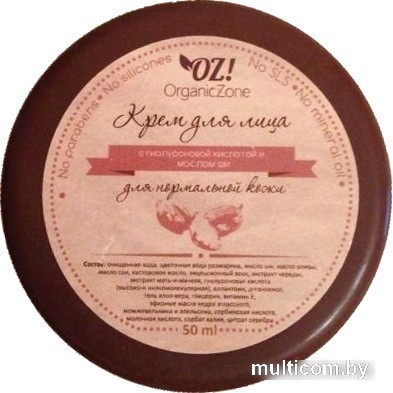 No parabens • No silicones
No SLS • No mineral oil
OZ!
OrganicZone
Крем для лица
с гиалуроновой кислотой и
маслом ши
для нормальной кожи
Состав: очищенная вода, цветочная вода розмарина, масло ши, масло оливы,
масло сои, касторовое масло, эмульсионный воск, экстракт череды,
экстракт мать-и-мачехи, гиалуроновая кислота
(высоко-и низкомолекулярная), аллантоин, д-пантенол,
гель алоэ-вера, глицерин, витамин Е,
эфирные масла кедра атласского,
можжевельника и апельсина, сорбиновая кислота,
молочная кислота, сорбат калия, цитрат серебра
50 ml
multicom.by